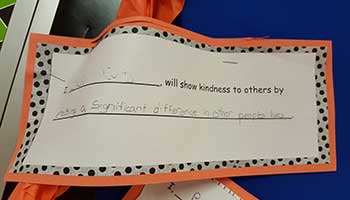 I will show kindness to others by
a significant difference in other people lives